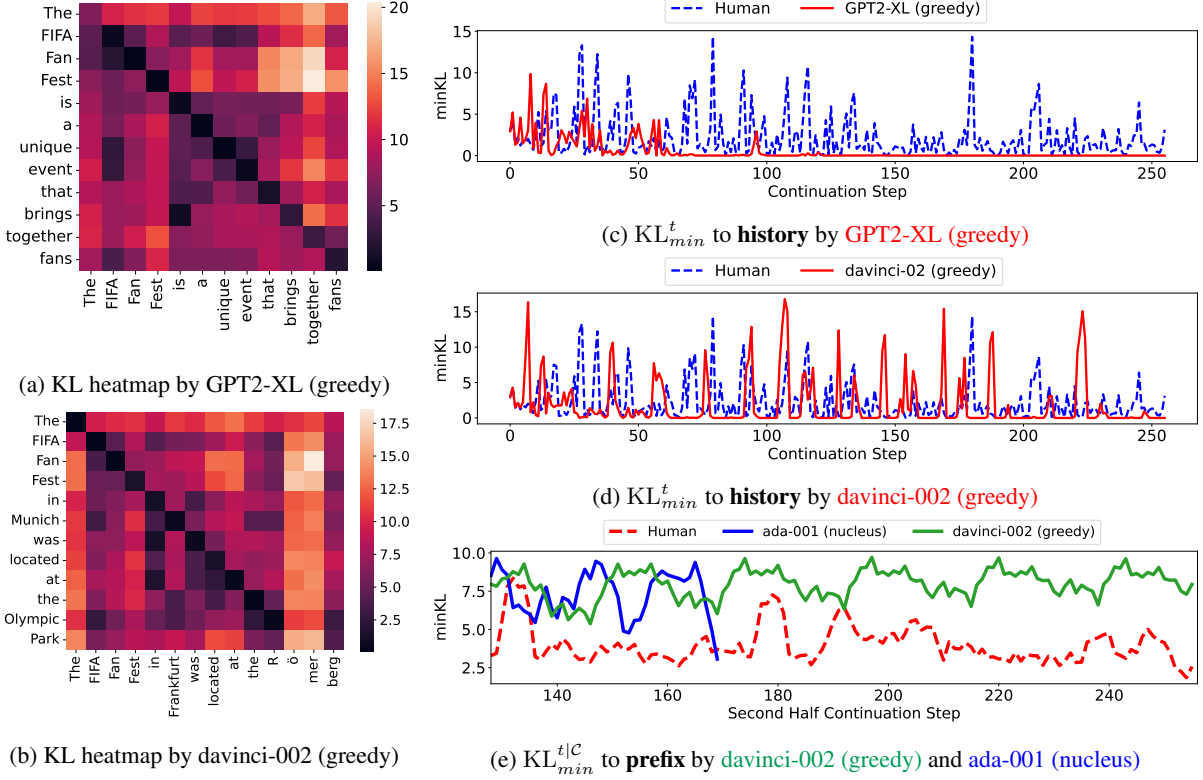 The
FIFA
Fan
Fest
is
a
unique
event
that
brings
together
fans
The
FIFA
Fan
Fest
is
a
unique
event
that
brings
together
fans
20
15
10
5
(a) KL heatmap by GPT2-XL (greedy)
The
FIFA
Fan
Fest
in
Munich
was
located
at
the
Olympic
Park
The
FIFA
Fan
Fest
in
Frankfurt
was
located
at
the
R
ö
mer
berg
17.5
15.0
12.5
10.0
7.5
5.0
2.5
(b) KL heatmap by davinci-002 (greedy)
Human GPT2-XL (greedy)
15
10
5
0
minKL
0 50 100 150 200 250
Continuation Step
(c) KL^t_min to history by GPT2-XL (greedy)
Human davinci-02 (greedy)
15
10
5
0
minKL
0 50 100 150 200 250
Continuation Step
(d) KL^t_min to history by davinci-002 (greedy)
Human ada-001 (nucleus) davinci-002 (greedy)
10.0
7.5
5.0
2.5
minKL
140 160 180 200 220 240
Second Half Continuation Step
(e) KL^{t|C}_min to prefix by davinci-002 (greedy) and ada-001 (nucleus)